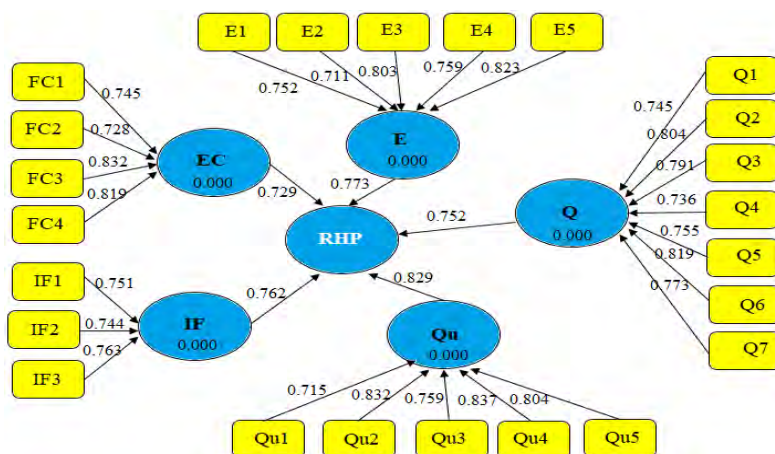 E1
E2
E3
E4
E5
0.752
0.711
0.803
0.759
0.823
FC1
FC2
FC3
FC4
0.745
0.728
0.832
0.819
EC
0.000
0.729
E
0.000
0.773
Q1
Q2
Q3
Q4
Q5
Q6
Q7
0.745
0.804
0.791
0.736
0.755
0.819
0.773
Q
0.000
0.752
RHP
IF1
IF2
IF3
0.751
0.744
0.763
IF
0.000
0.762
Qu
0.000
0.829
0.715
0.832
0.759
0.837
0.804
Qu1
Qu2
Qu3
Qu4
Qu5